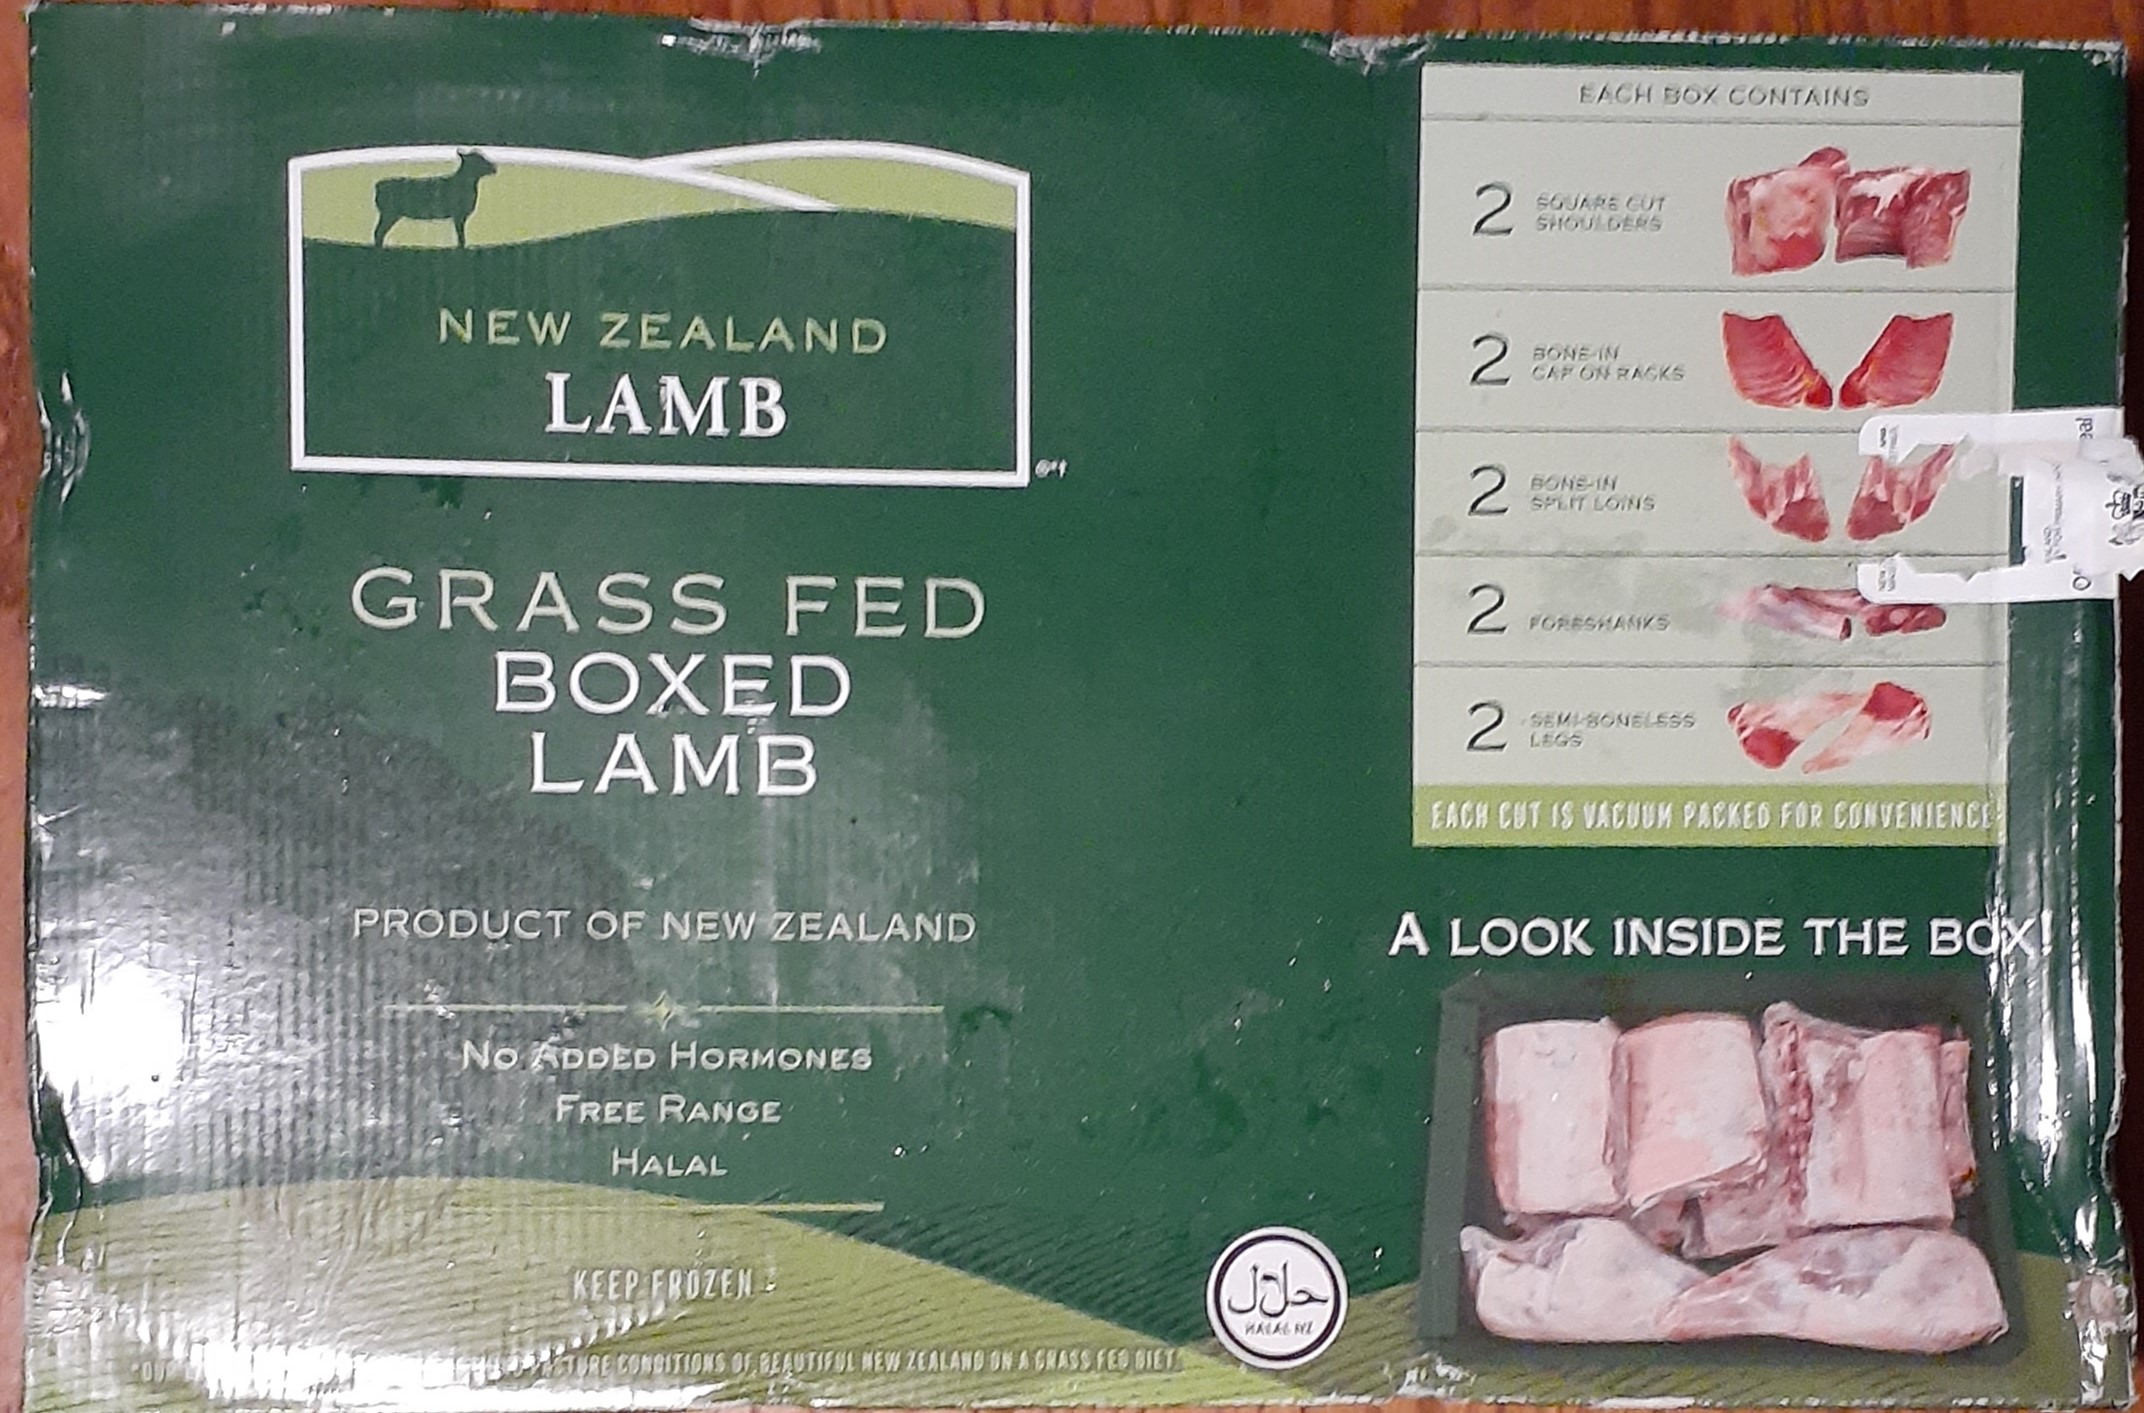 NEW ZEALAND
LAMB
GRASS FED
BOXED
LAMB
PRODUCT OF NEW ZEALAND
NO ADDED HORMONES
FREE RANGE
HALAL
KEEP FROZEN
CONDITIONS OF BEAUTIFUL NEW ZEALAND ON A GRASS FED DIET
حلال
HALAL NZ
EACH BOX CONTAINS
2 SQUARE CUT
SHOULDERS
2 BONE-IN
CAP ON RACKS
2 BONE-IN
SPLIT LOINS
2 FORESHANKS
2 SEMI-BONELESS
LEGS
EACH CUT IS VACUUM PACKED FOR CONVENIENCE
A LOOK INSIDE THE BOX!